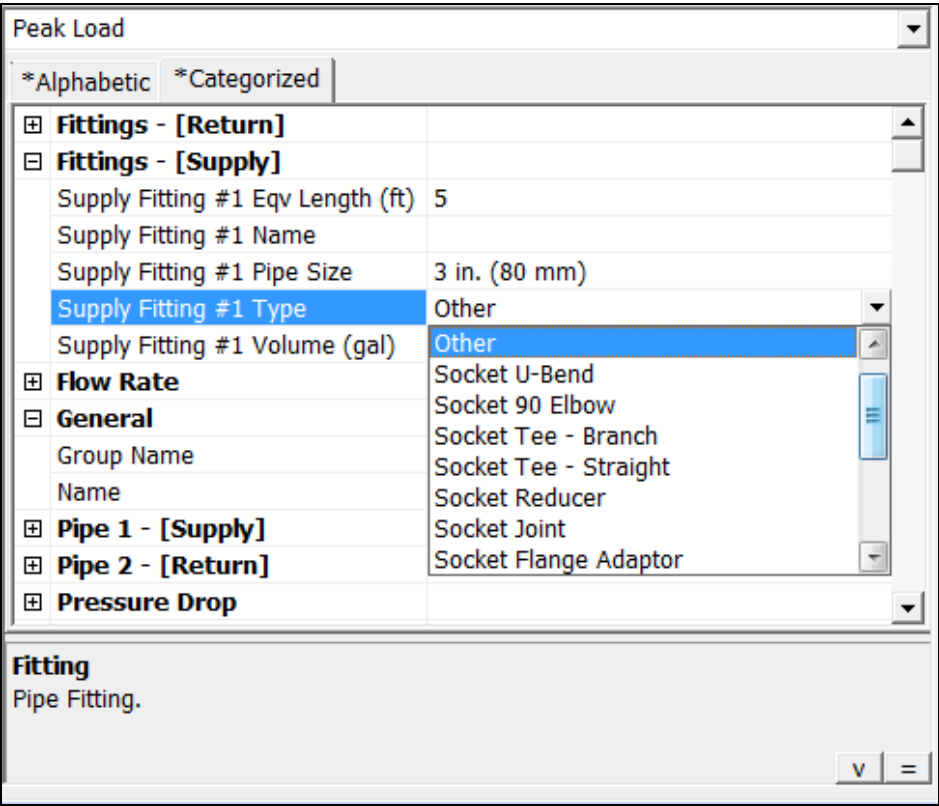 Peak Load
*Alphabetic *Categorized
Fittings - [Return]
Fittings - [Supply]
Supply Fitting #1 Eqv Length (ft) 5
Supply Fitting #1 Name
Supply Fitting #1 Pipe Size 3 in. (80 mm)
Supply Fitting #1 Type Other
Supply Fitting #1 Volume (gal) Other
Socket U-Bend
Flow Rate
Socket 90 Elbow
General
Socket Tee - Branch
Group Name Socket Tee - Straight
Name Socket Reducer
Pipe 1 - [Supply] Socket Joint
Pipe 2 - [Return] Socket Flange Adaptor
Pressure Drop
Fitting
Pipe Fitting.
v =